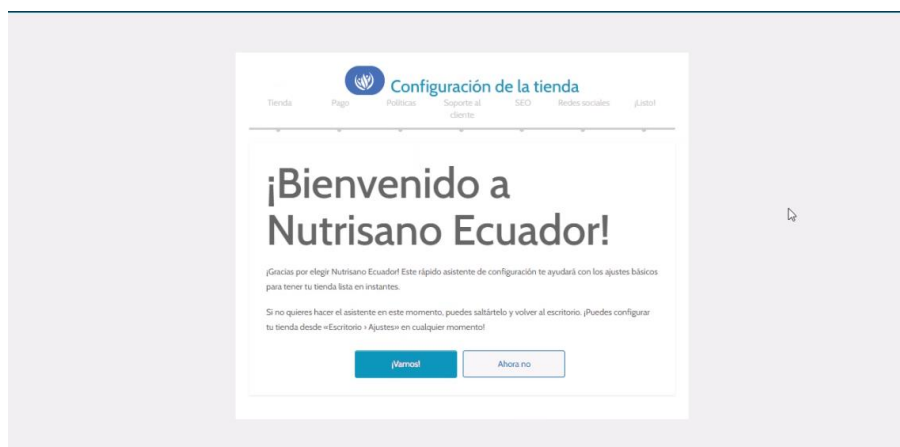 Configuración de la tienda
Tienda Pago Políticas Soporte al cliente SEO Redes sociales ¡Listo!
¡Bienvenido a
Nutrisano Ecuador!
¡Gracias por elegir Nutrisano Ecuador! Este rápido asistente de configuración te ayudará con los ajustes básicos
para tener tu tienda lista en instantes.
Si no quieres hacer el asistente en este momento, puedes saltártelo y volver al escritorio. ¡Puedes configurar
tu tienda desde «Escritorio › Ajustes» en cualquier momento!
¡Vamos! Ahora no